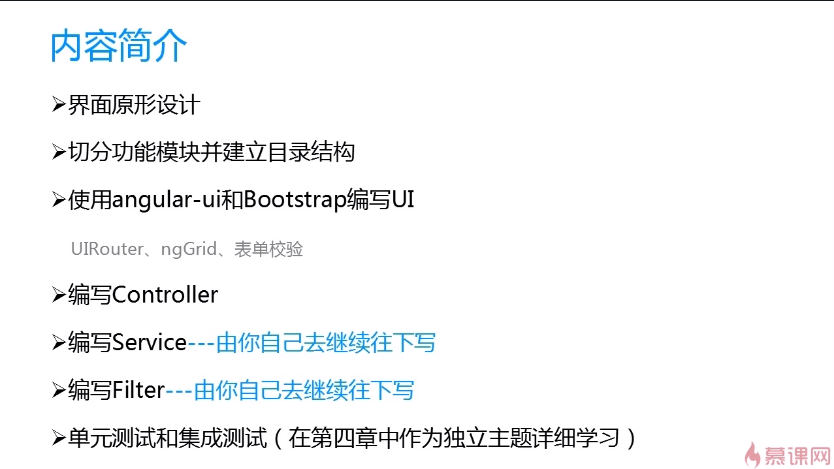 内容简介
➢界面原形设计
➢切分功能模块并建立目录结构
➢使用angular-ui和Bootstrap编写UI
UIRouter、ngGrid、表单校验
➢编写Controller
➢编写Service---由你自己去继续往下写
➢编写Filter---由你自己去继续往下写
➢单元测试和集成测试（在第四章中作为独立主题详细学习）
慕课网